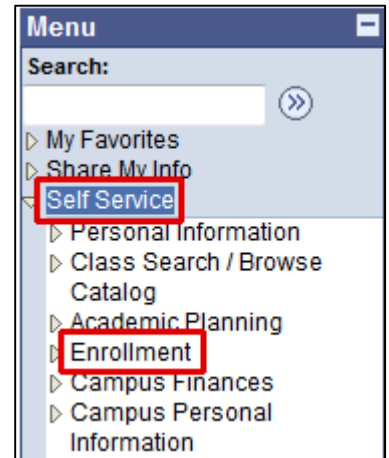 Menu
Search:
My Favorites
Share My Info
Self Service
Personal Information
Class Search / Browse
Catalog
Academic Planning
Enrollment
Campus Finances
Campus Personal
Information